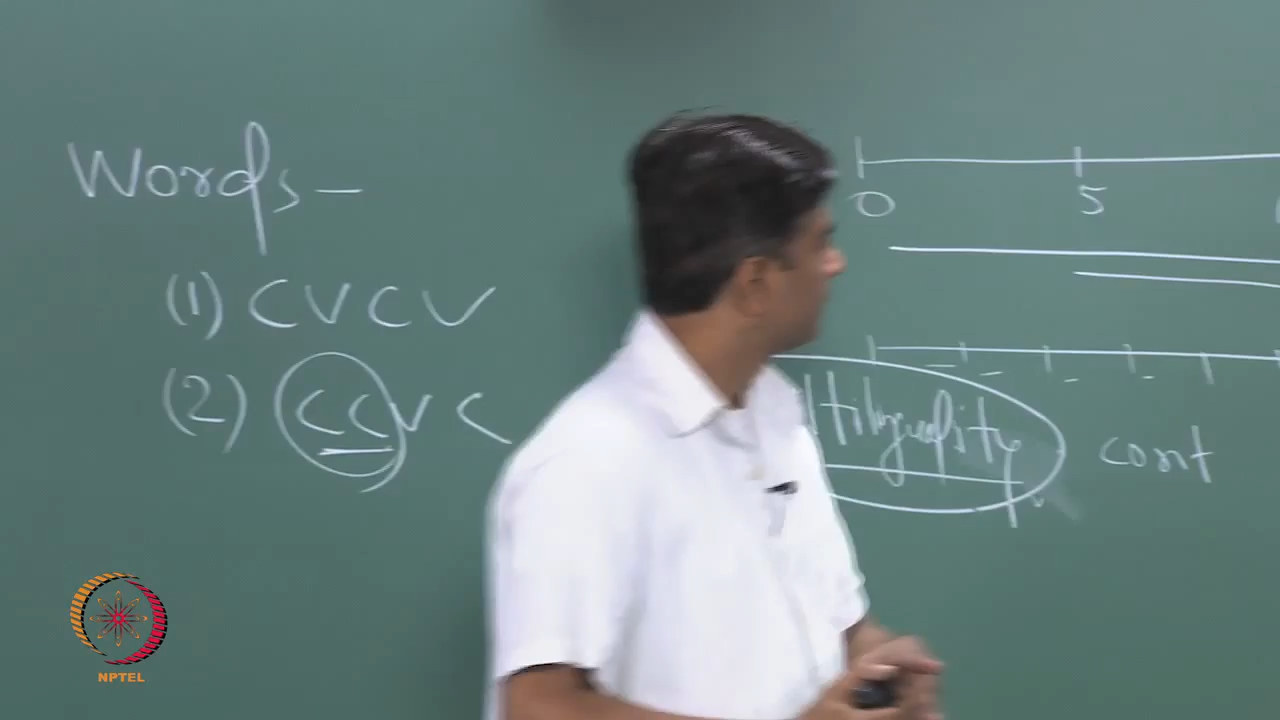 Words –
(1) CVCV
(2) CCVC
0 5
cont
NPTEL